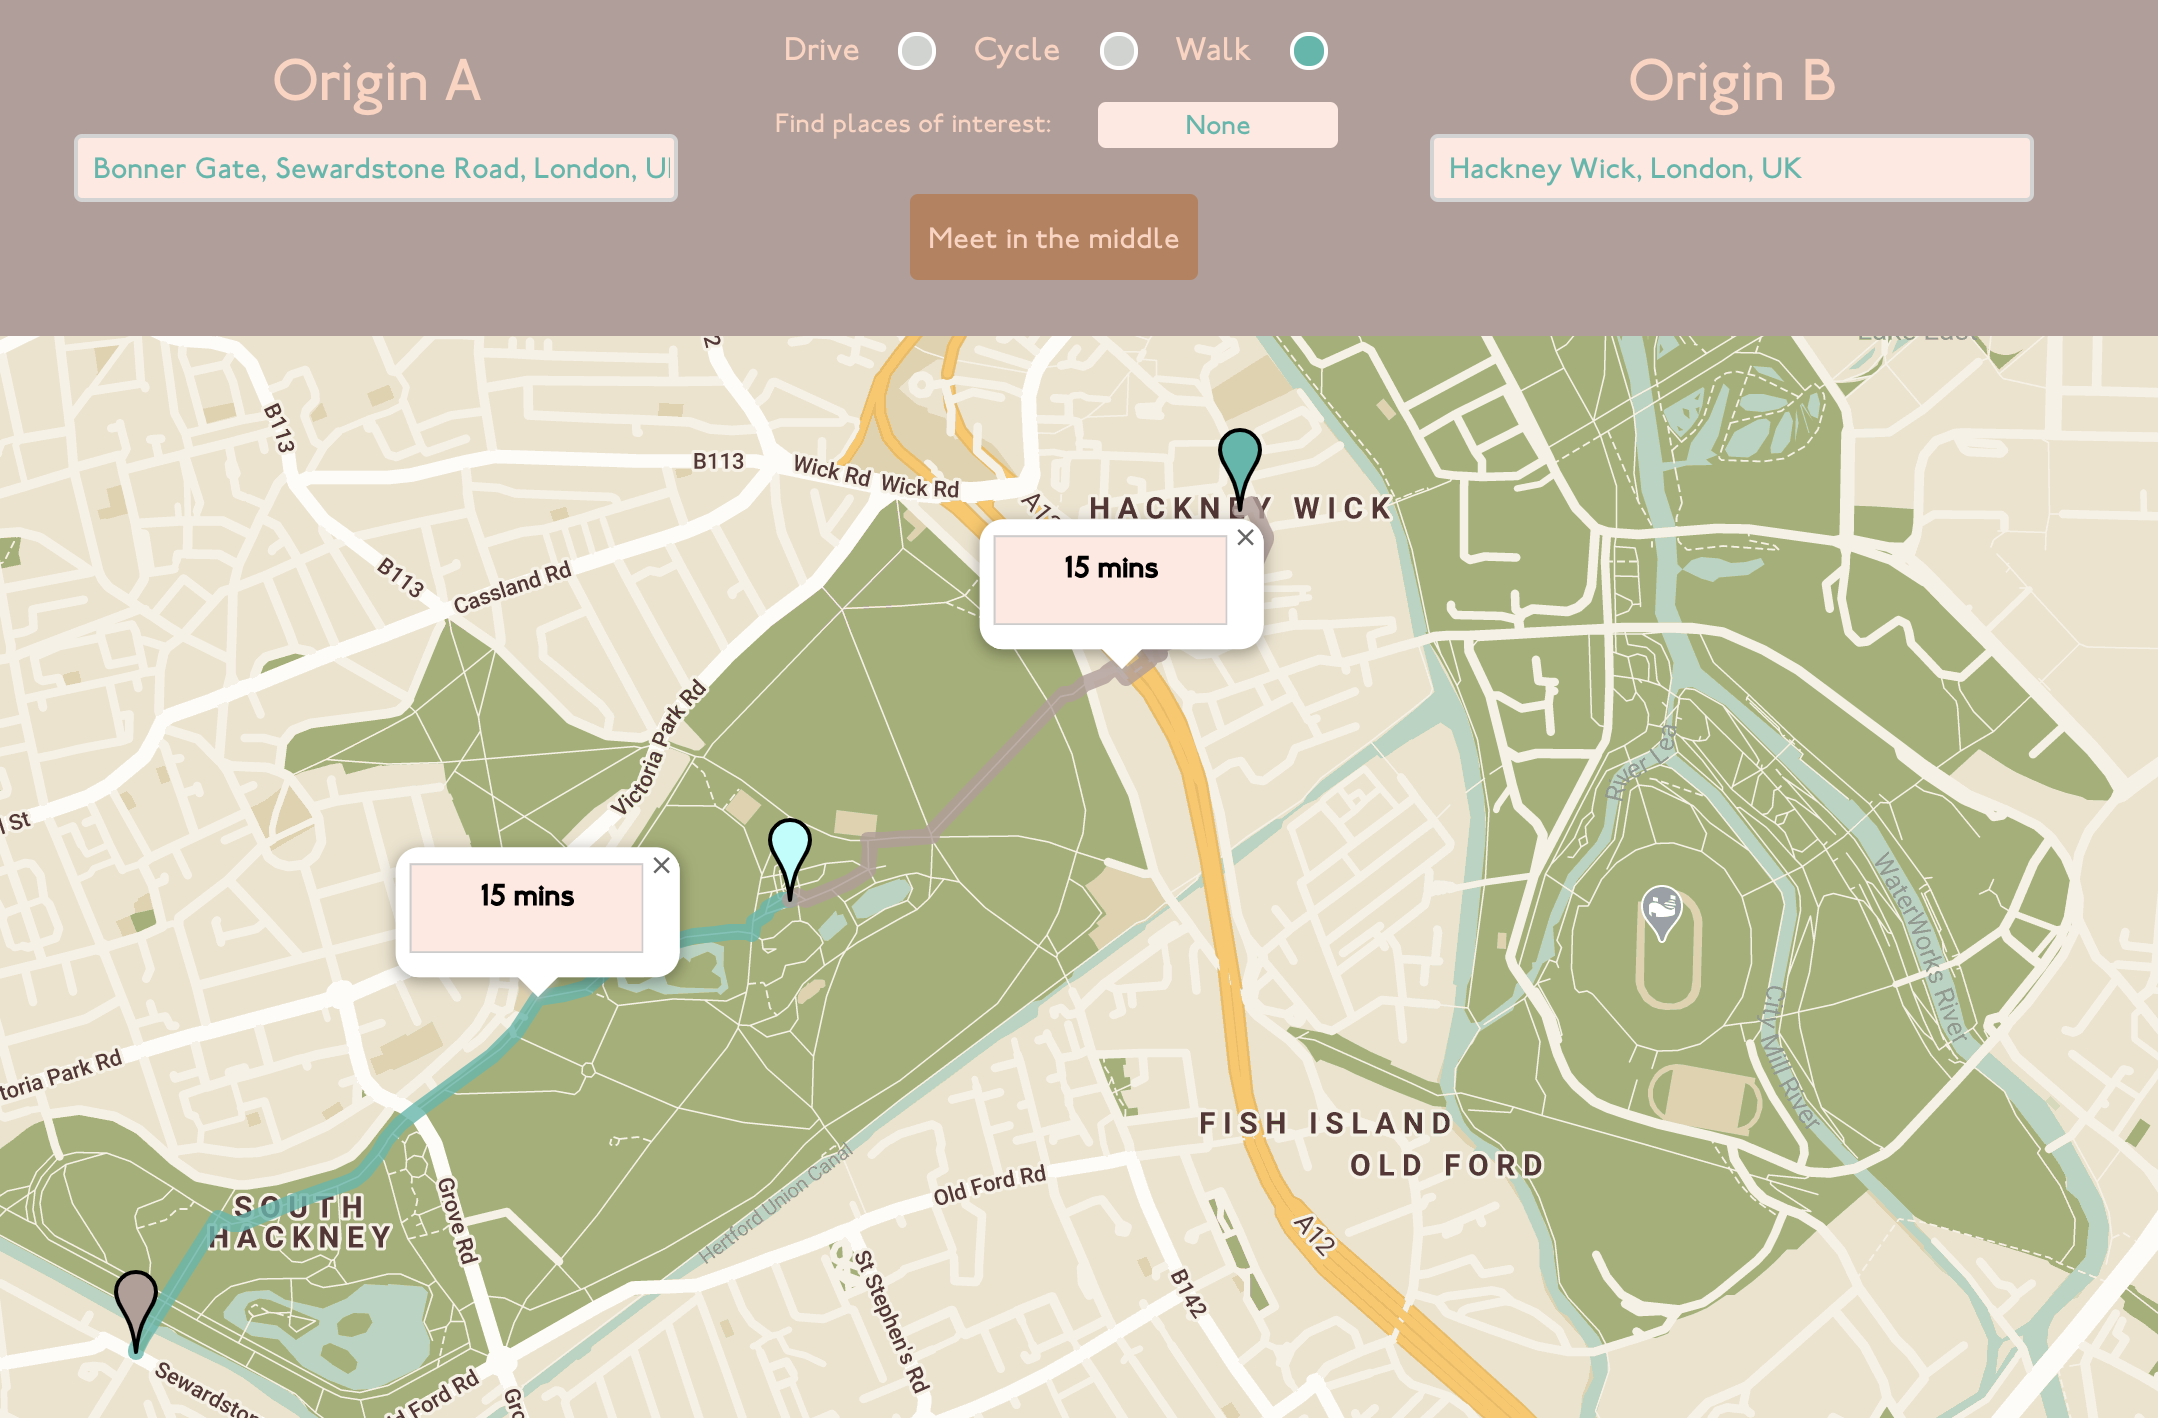 Drive
Cycle
Walk
Origin A
Origin B
Find places of interest:
None
Bonner Gate, Sewardstone Road, London, U
Hackney Wick, London, UK
Meet in the middle
B113
B113
Wick Rd
Wick Rd
HACKNEY WICK
B113
Cassland Rd
15 mins
Victoria Park Rd
River Lea
St
15 mins
WaterWorks River
City Mill River
toria Park Rd
FISH ISLAND
OLD FORD
Hertford Union Canal
Old Ford Rd
SOUTH
HACKNEY
Grove Rd
A12
St Stephen's Rd
B142
Sewardston
d Ford Rd
Gro